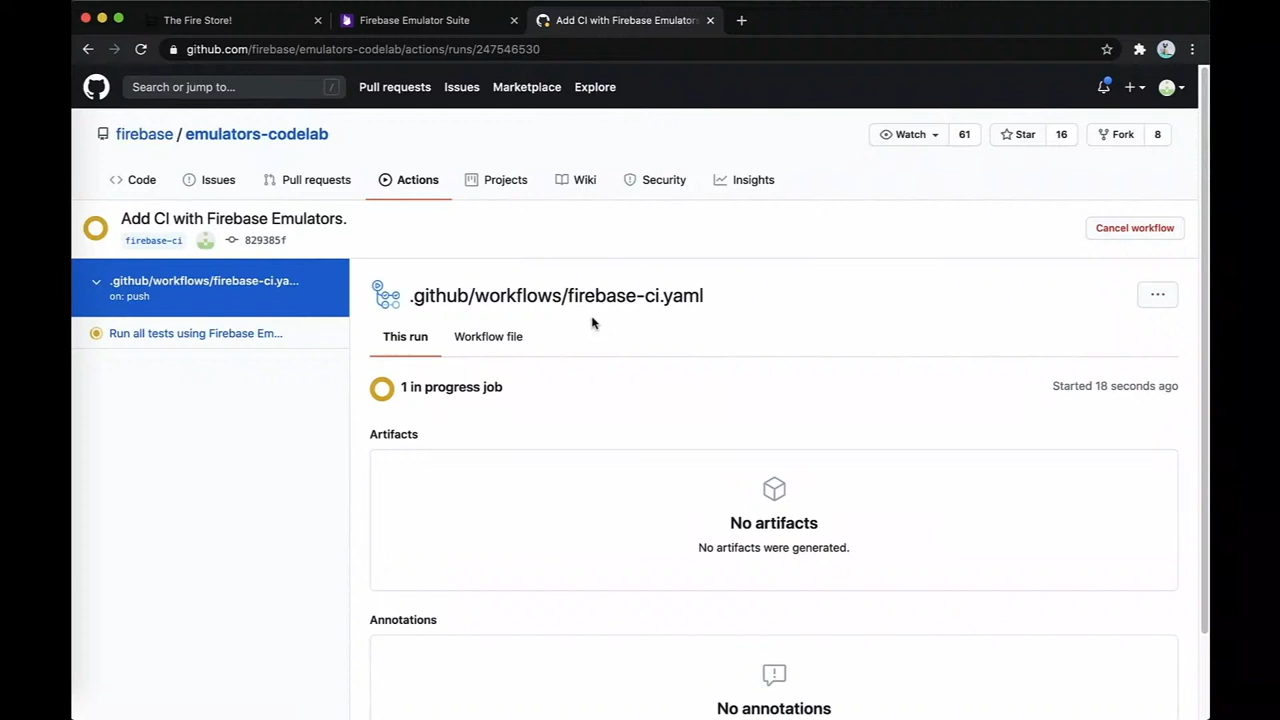 The Fire Store!
Firebase Emulator Suite
Add CI with Firebase Emulators
github.com/firebase/emulators-codelab/actions/runs/247546530
Search or jump to...
/
Pull requests
Issues
Marketplace
Explore
firebase / emulators-codelab
Watch
61
Star
16
Fork
8
Code
Issues
Pull requests
Actions
Projects
Wiki
Security
Insights
Add CI with Firebase Emulators.
firebase-ci
829385f
Cancel workflow
.github/workflows/firebase-ci.ya...
on: push
Run all tests using Firebase Em...
.github/workflows/firebase-ci.yaml
This run
Workflow file
1 in progress job
Started 18 seconds ago
Artifacts
No artifacts
No artifacts were generated.
Annotations
No annotations